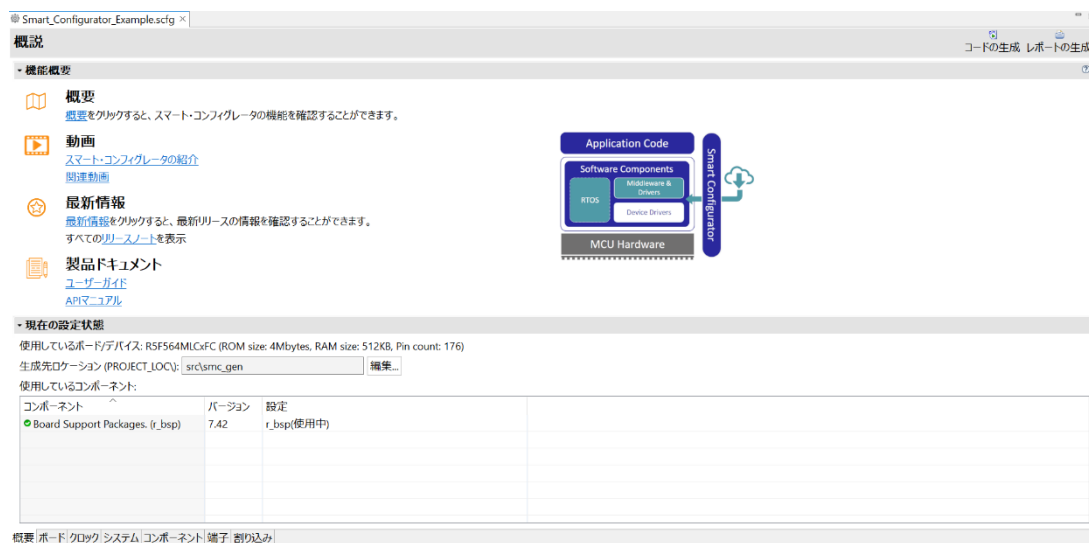 Smart_Configurator_Example.scfg ×
概説
コードの生成 レポートの生成
機能概要
概要
概要をクリックすると、スマート・コンフィグレータの機能を確認することができます。
動画
スマート・コンフィグレータの紹介
関連動画
最新情報
最新情報をクリックすると、最新リリースの情報を確認することができます。
すべてのリリースノートを表示
製品ドキュメント
ユーザーガイド
APIマニュアル
Application Code
Software Components
Middleware & Drivers
RTOS
Device Drivers
MCU Hardware
Smart Configurator
現在の設定状態
使用しているボード/デバイス: R5F564MLCxFC (ROM size: 4Mbytes, RAM size: 512KB, Pin count: 176)
生成先ロケーション (PROJECT_LOC\): src\smc_gen 編集...
使用しているコンポーネント:
コンポーネント バージョン 設定
Board Support Packages. (r_bsp) 7.42 r_bsp(使用中)
概要 ボード クロック システム コンポーネント 端子 割り込み